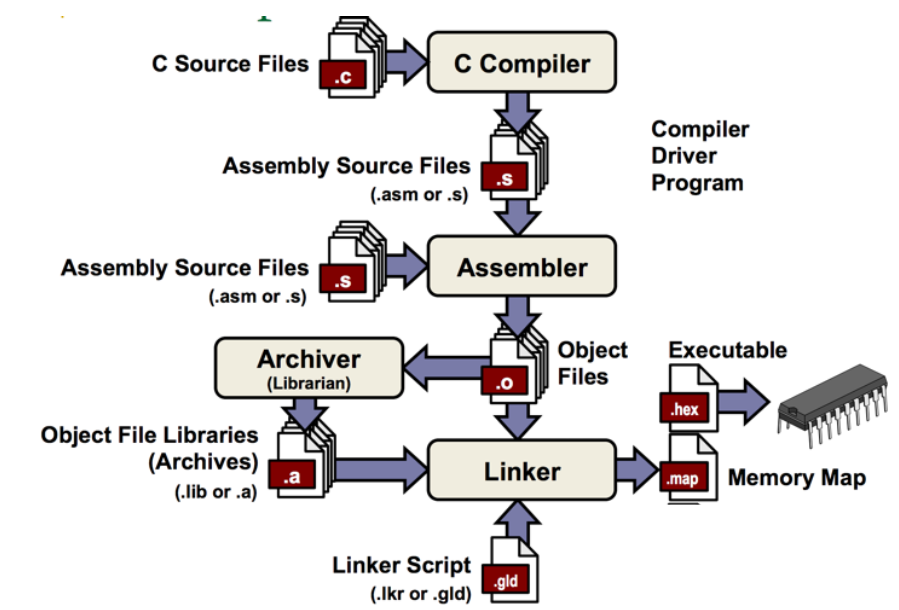 C Source Files
.c
C Compiler
Compiler
Driver
Program
Assembly Source Files
(.asm or .s)
.s
Assembly Source Files
(.asm or .s)
.s
Assembler
Archiver
(Librarian)
.o
Object
Files
Executable
.hex
Object File Libraries
(Archives)
(.lib or .a)
.a
Linker
.map
Memory Map
Linker Script
(.lkr or .gld)
.gld